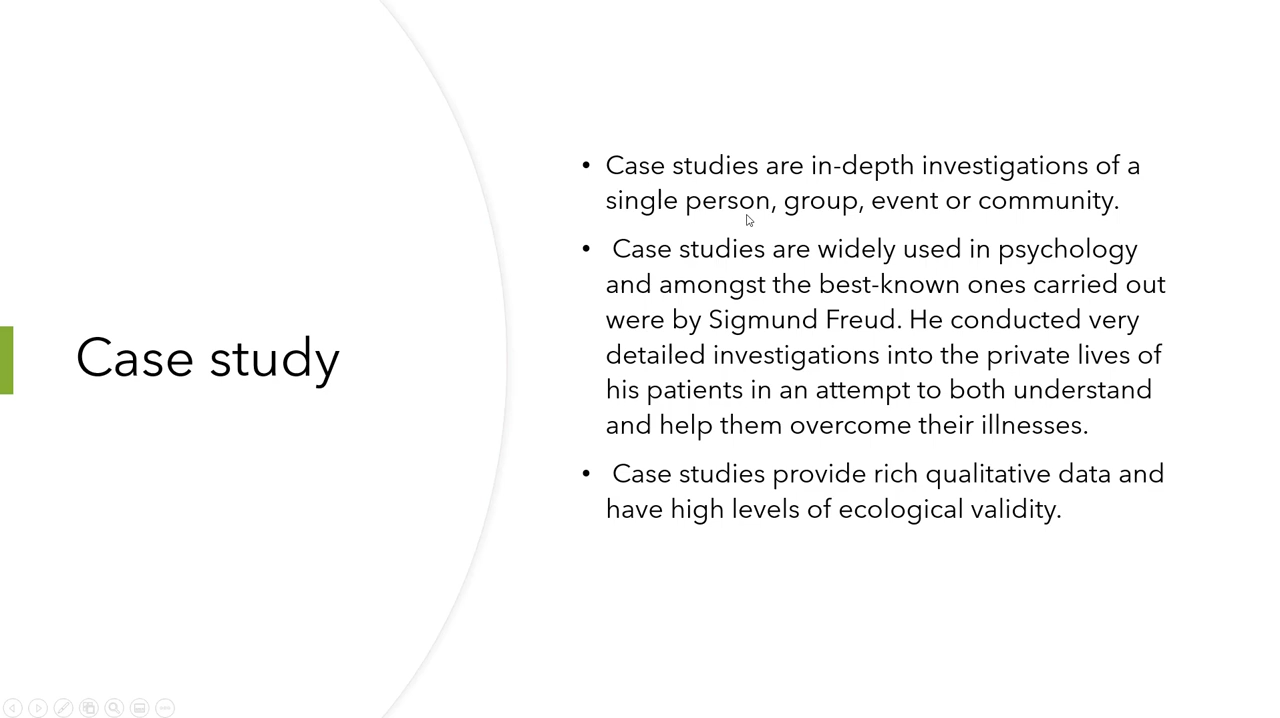 Case study
• Case studies are in-depth investigations of a
single person, group, event or community.
• Case studies are widely used in psychology
and amongst the best-known ones carried out
were by Sigmund Freud. He conducted very
detailed investigations into the private lives of
his patients in an attempt to both understand
and help them overcome their illnesses.
• Case studies provide rich qualitative data and
have high levels of ecological validity.